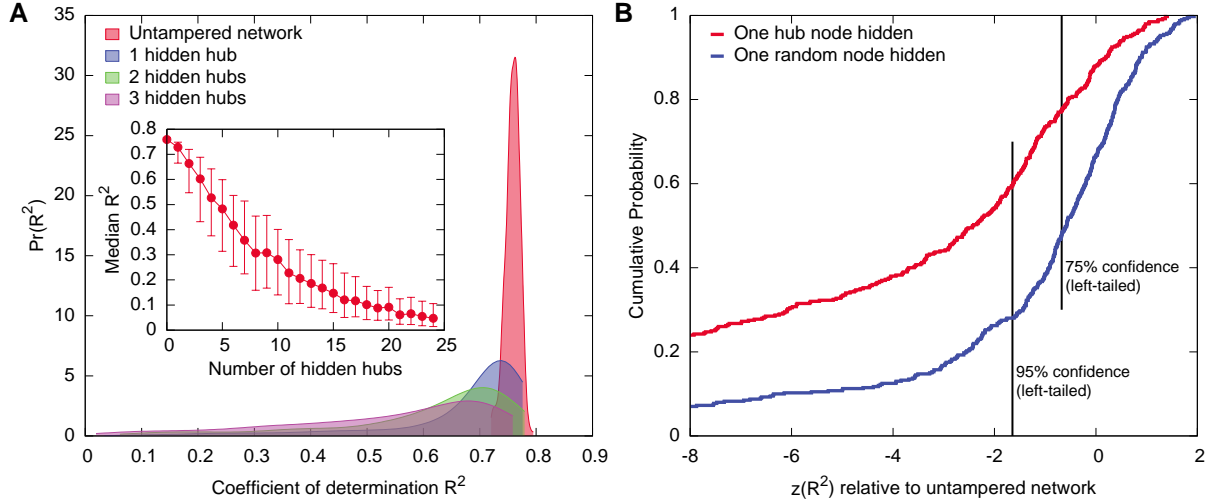 A
35
30
25
20
15
10
5
0
Pr(R²)
Untampered network
1 hidden hub
2 hidden hubs
3 hidden hubs
0.8
0.7
0.6
0.5
0.4
0.3
0.2
0.1
0
Median R²
0 5 10 15 20 25
Number of hidden hubs
0 0.1 0.2 0.3 0.4 0.5 0.6 0.7 0.8 0.9
Coefficient of determination R²
B
1
0.8
0.6
0.4
0.2
0
Cumulative Probability
One hub node hidden
One random node hidden
75% confidence
(left-tailed)
95% confidence
(left-tailed)
-8 -6 -4 -2 0 2
z(R²) relative to untampered network